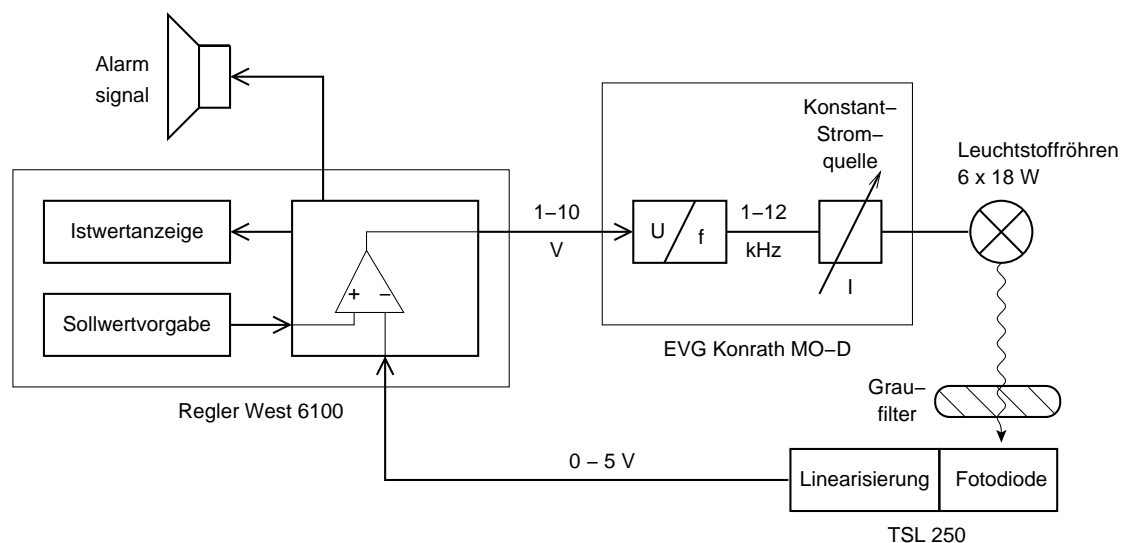 Alarm
signal
Istwertanzeige
Sollwertvorgabe
+ −
Regler West 6100
1−10
V
U
f
1−12
kHz
Konstant−
Strom−
quelle
I
EVG Konrath MO−D
Leuchtstoffröhren
6 x 18 W
Grau−
filter
0 − 5 V
Linearisierung
Fotodiode
TSL 250